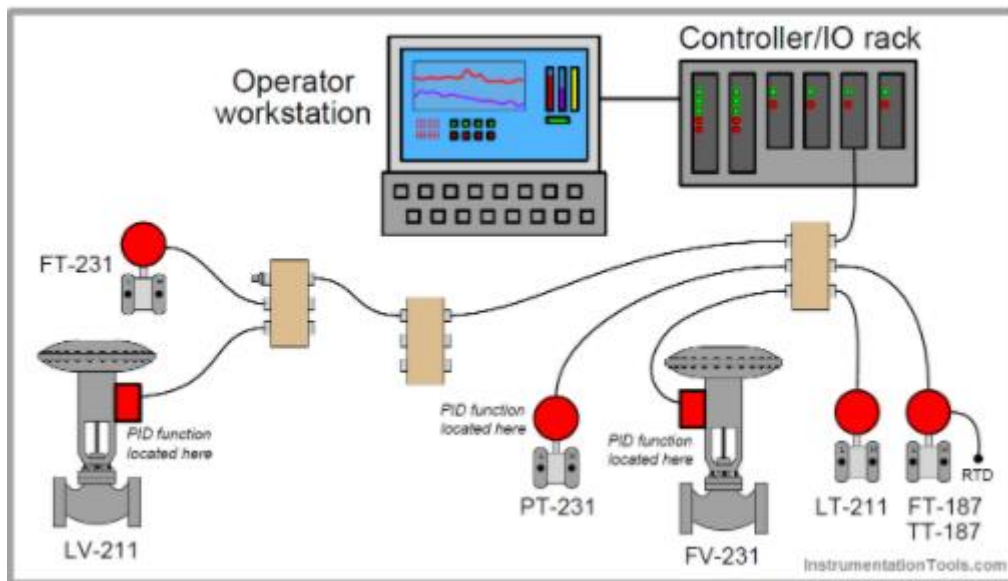 Operator
workstation
Controller/IO rack
FT-231
PID function
located here
LV-211
PID function
located here
PT-231
PID function
located here
FV-231
LT-211
RTD
FT-187
TT-187
InstrumentationTools.com